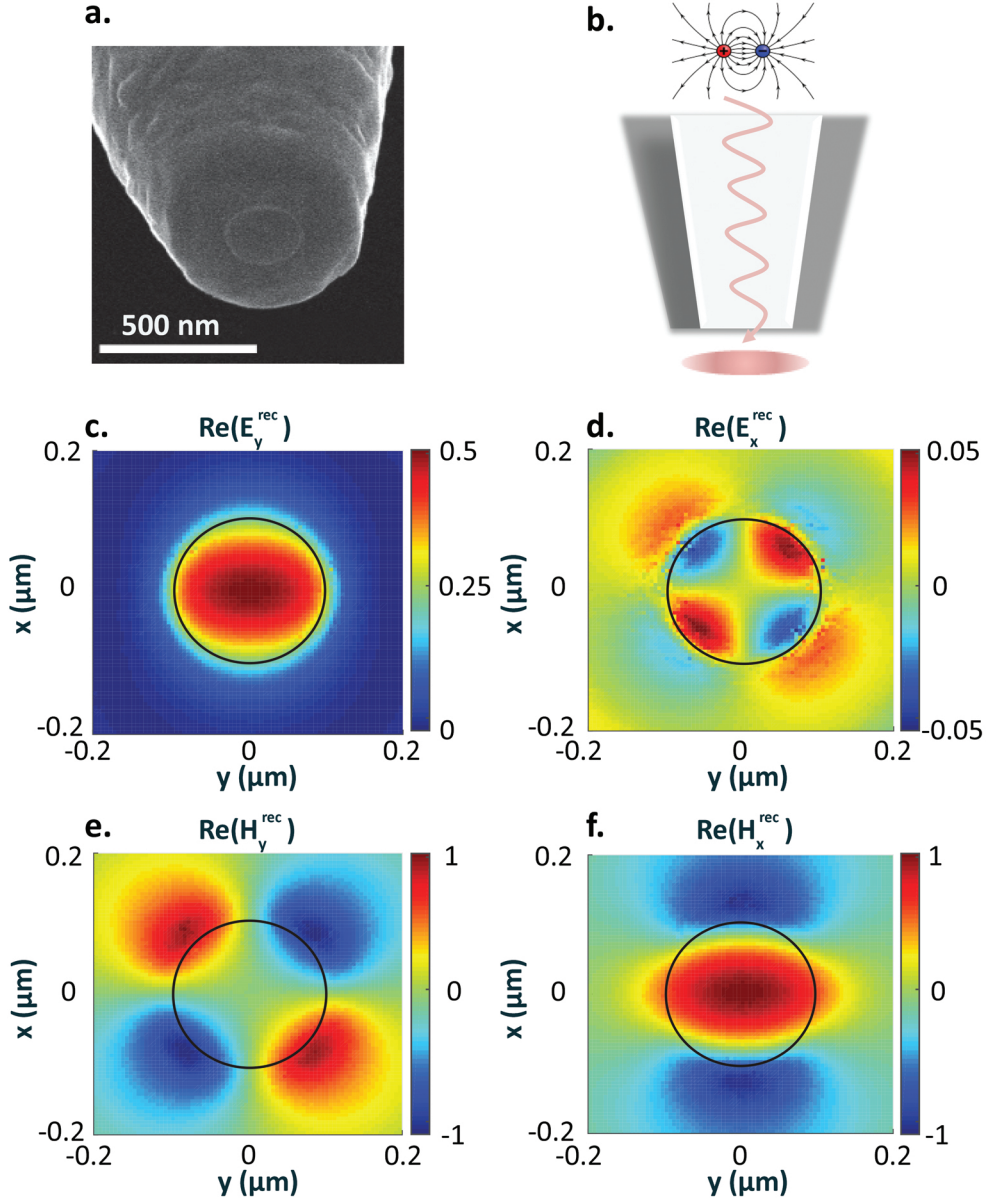 a.
b.
+
−
500 nm
c.
Re(E_y^rec)
0.2
0
-0.2
x (μm)
-0.2
0
0.2
y (μm)
0.5
0.25
0
d.
Re(E_x^rec)
0.2
0
-0.2
x (μm)
-0.2
0
0.2
y (μm)
0.05
0
-0.05
e.
Re(H_y^rec)
0.2
0
-0.2
x (μm)
-0.2
0
0.2
y (μm)
1
0
-1
f.
Re(H_x^rec)
0.2
0
-0.2
x (μm)
-0.2
0
0.2
y (μm)
1
0
-1